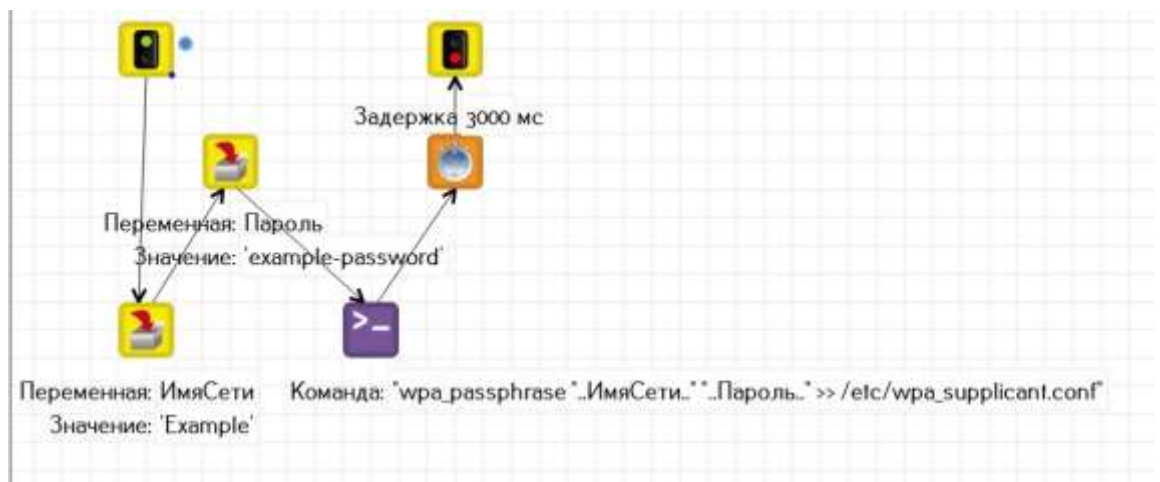 Задержка 3000 мс
Переменная: Пароль
Значение: 'example-password'
>_
Переменная: ИмяСети
Значение: 'Example'
Команда: "wpa_passphrase "..ИмяСети.." "..Пароль.." >> /etc/wpa_supplicant.conf"